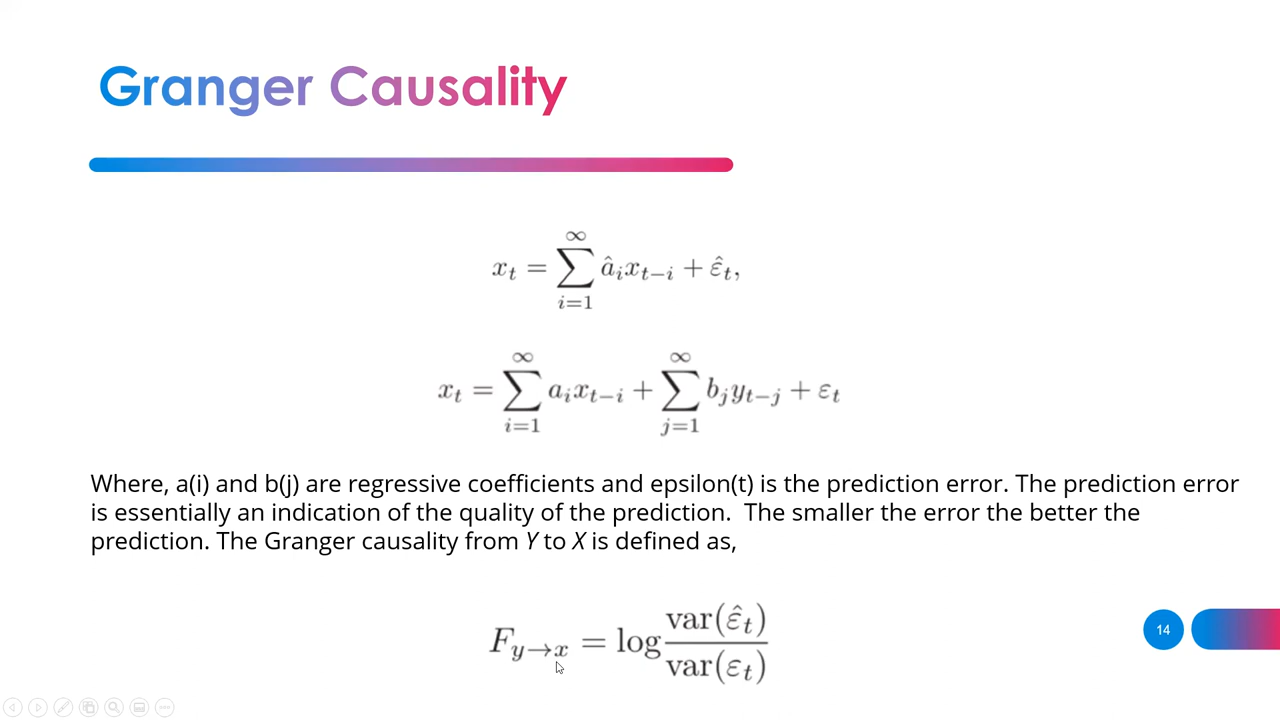 Granger Causality
$x_t = \sum_{i=1}^{\infty} \hat{a}_i x_{t-i} + \hat{\varepsilon}_t,$
$x_t = \sum_{i=1}^{\infty} a_i x_{t-i} + \sum_{j=1}^{\infty} b_j y_{t-j} + \varepsilon_t$
Where, a(i) and b(j) are regressive coefficients and epsilon(t) is the prediction error. The prediction error
is essentially an indication of the quality of the prediction.  The smaller the error the better the
prediction. The Granger causality from Y to X is defined as,
$F_{y \to x} = \log \frac{\text{var}(\hat{\varepsilon}_t)}{\text{var}(\varepsilon_t)}$
14